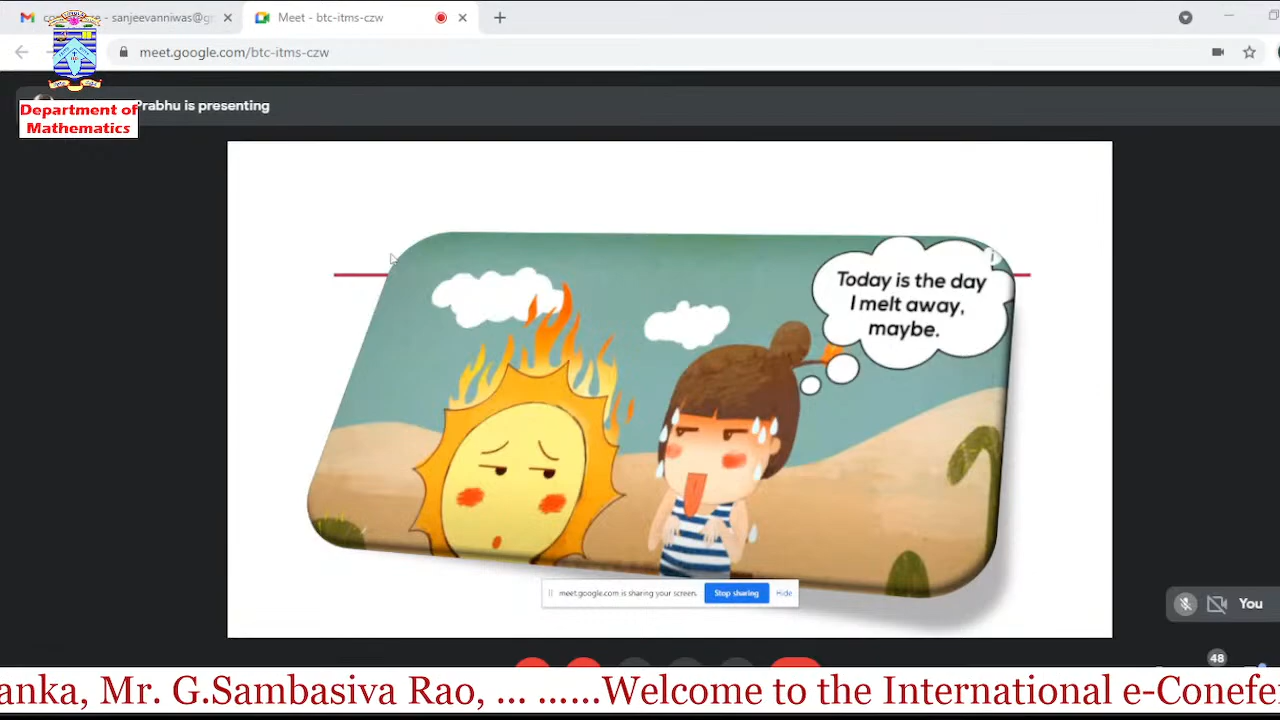 sanjeevanniwas@g
Meet - btc-itms-czw
meet.google.com/btc-itms-czw
Prabhu is presenting
Department of
Mathematics
Today is the day
I melt away,
maybe.
meet.google.com is sharing your screen.
Stop sharing
Hide
You
48
anka, Mr. G.Sambasiva Rao, ... ......Welcome to the International e-Conefe